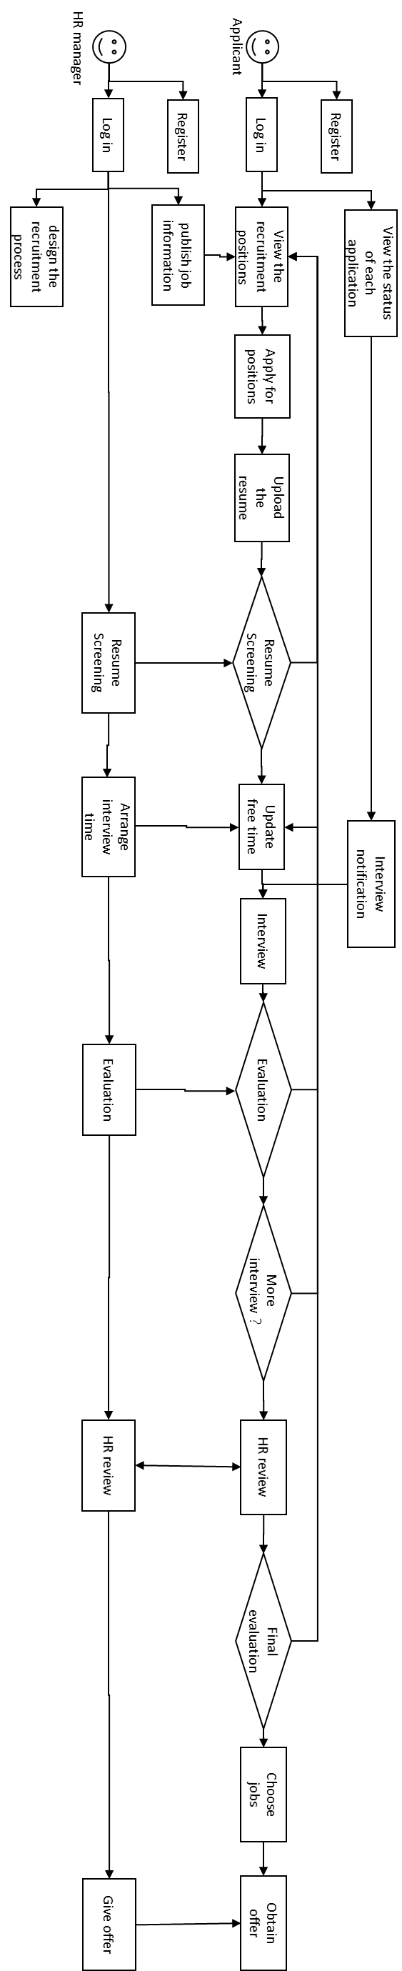 Register
View the status
of each
application
Interview
notification
Applicant
Log in
View the
recruitment
positions
Apply for
positions
Upload
the
resume
Resume
Screening
Update
free time
Interview
Evaluation
More
interview ?
HR review
Final
evaluation
Choose
jobs
Obtain
offer
Register
publish job
information
HR manager
Log in
Resume
Screening
Arrange
interview
time
Evaluation
HR review
Give offer
design the
recruitment
process